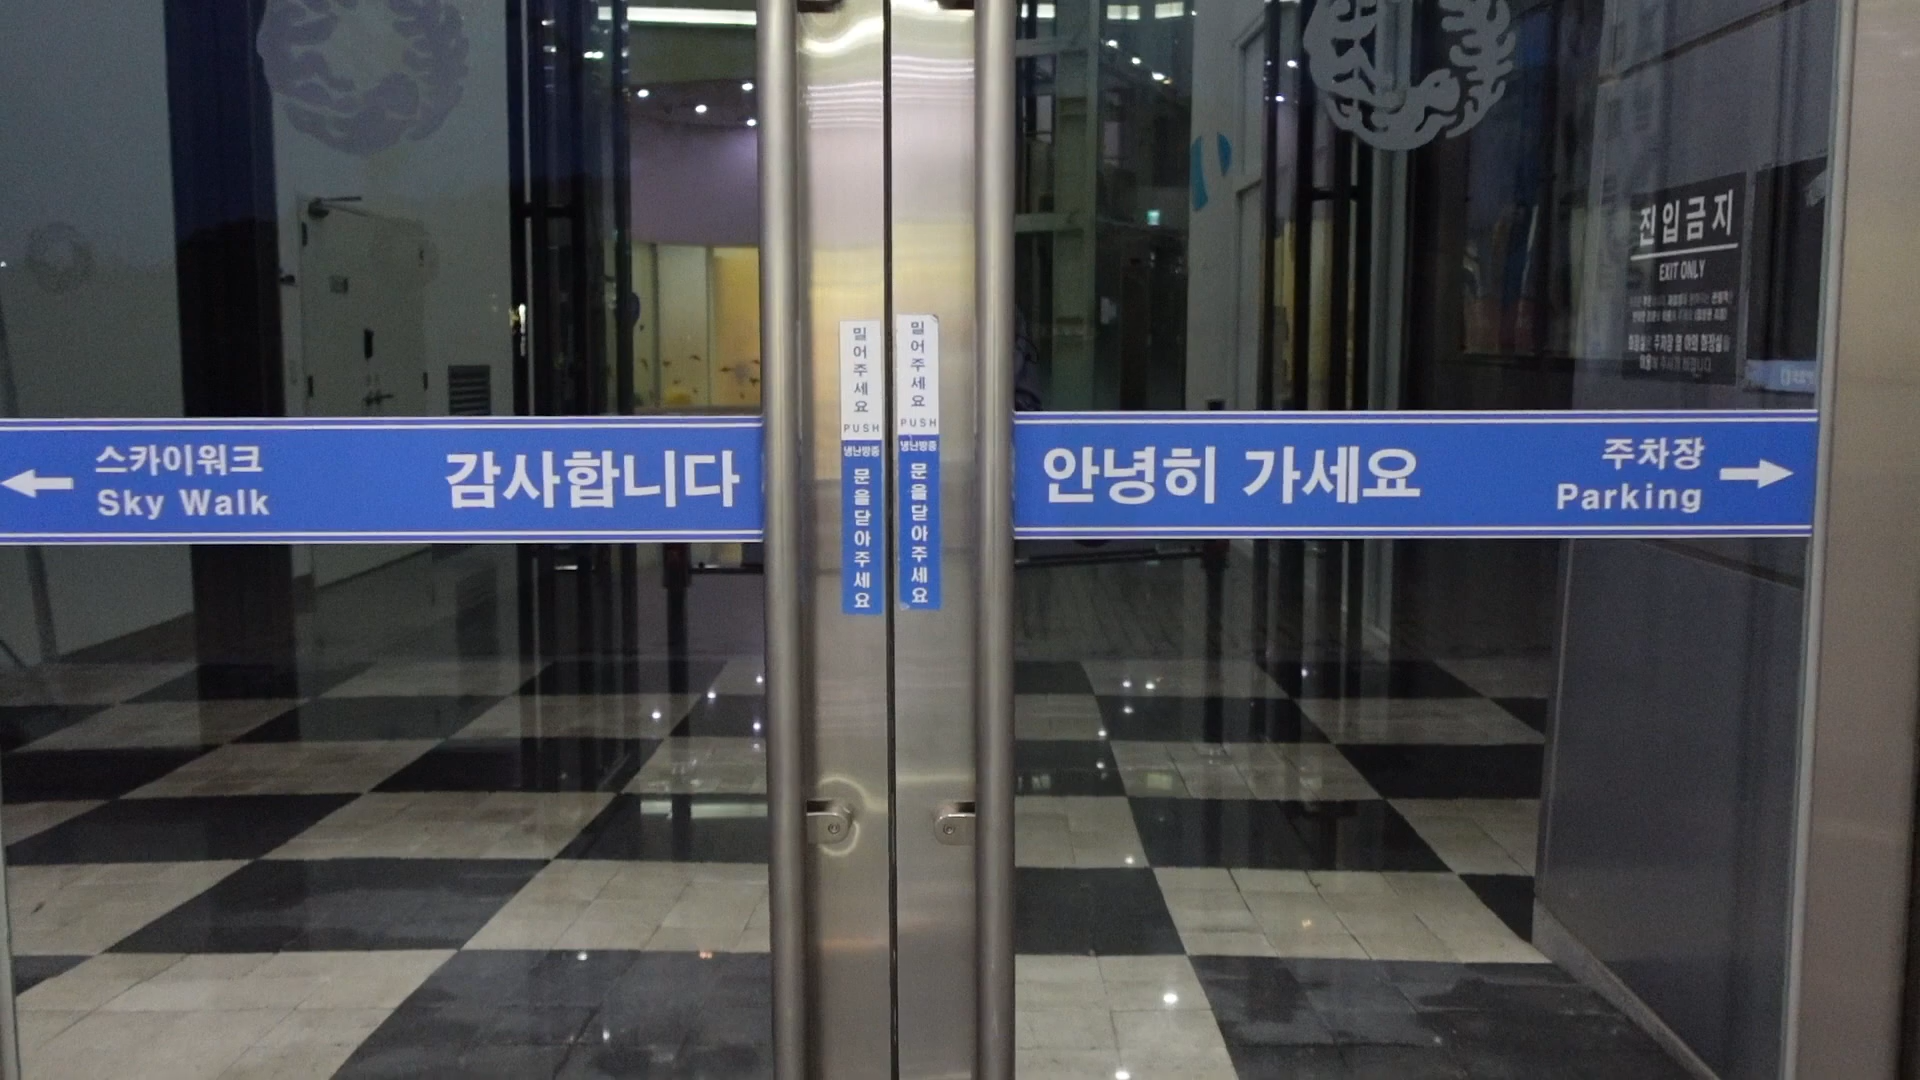 스카이워크
Sky Walk
감사합니다
밀어주세요
PUSH
냉난방중
문을닫아주세요
밀어주세요
PUSH
냉난방중
문을닫아주세요
안녕히 가세요
주차장
Parking
진입금지
EXIT ONLY